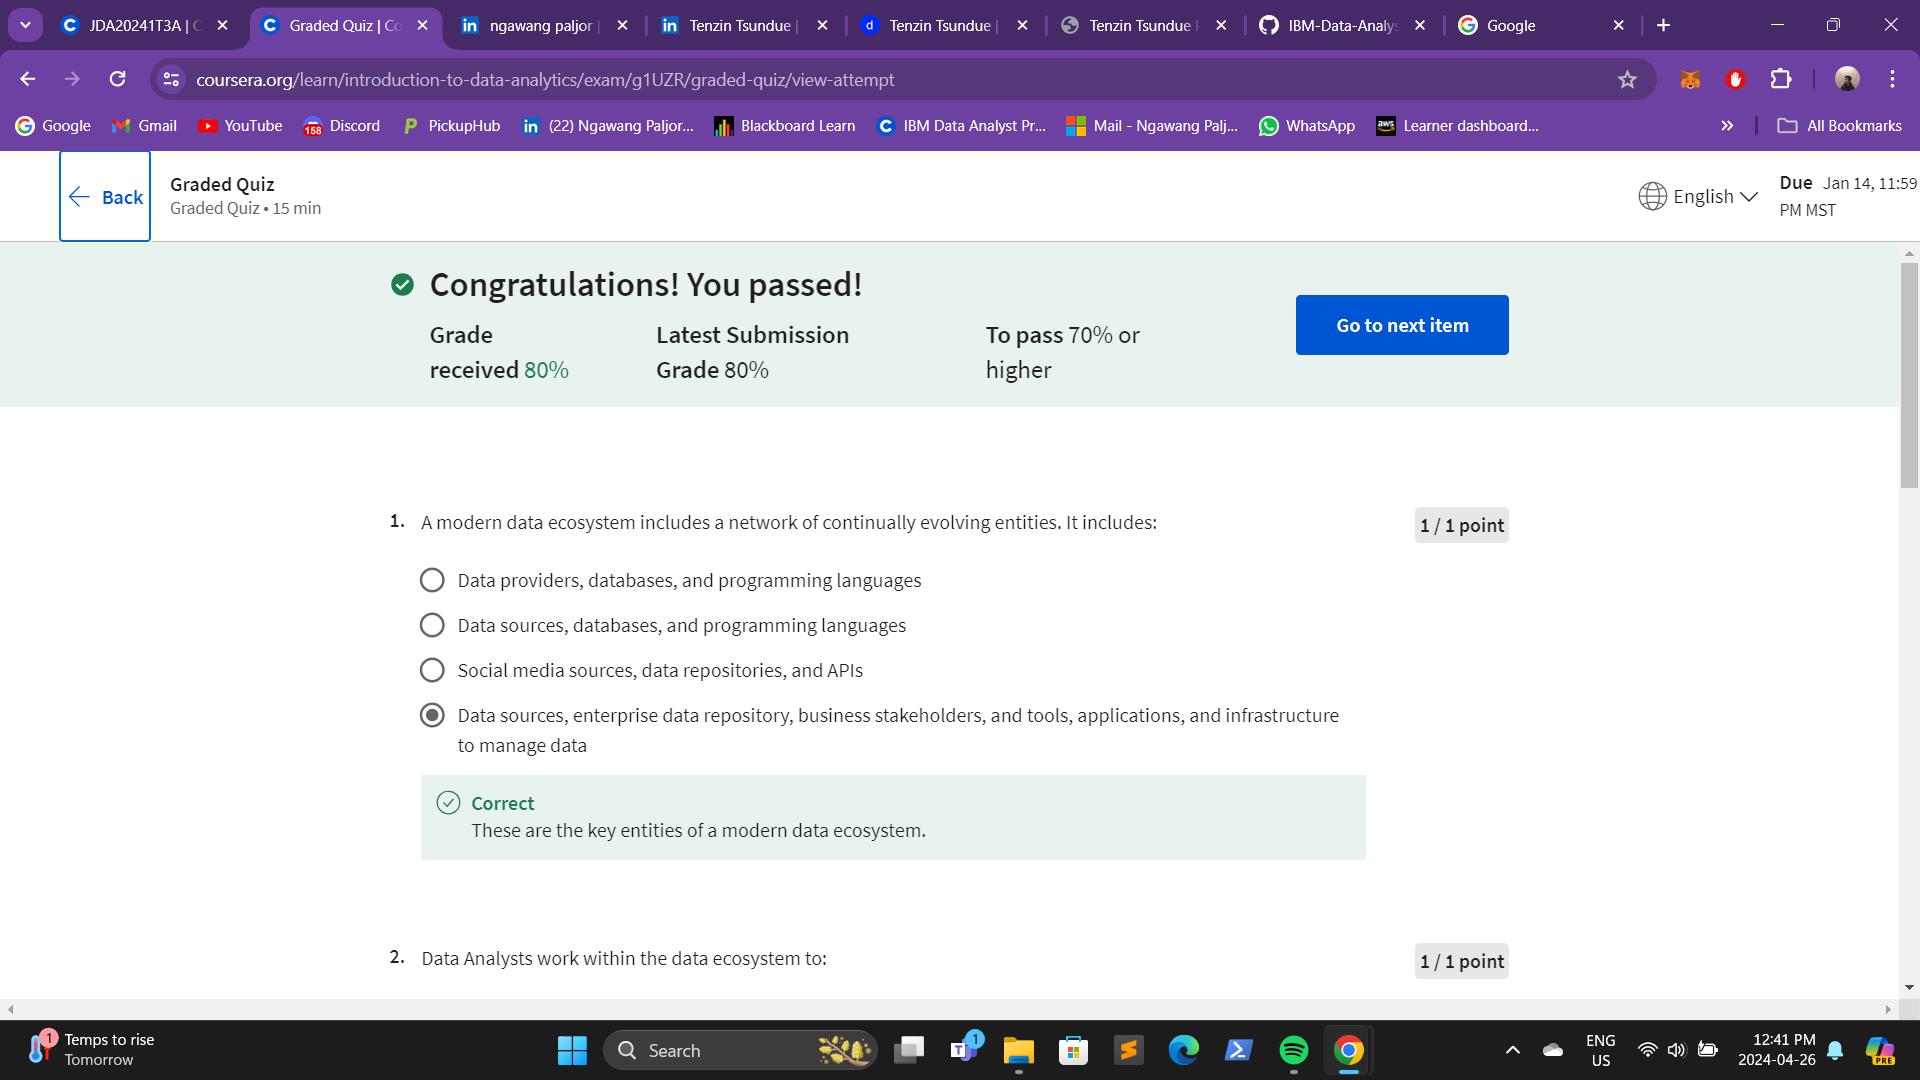 JDA20241T3A | C
Graded Quiz | Co
ngawang paljor |
Tenzin Tsundue |
Tenzin Tsundue |
Tenzin Tsundue P
IBM-Data-Analys
Google
coursera.org/learn/introduction-to-data-analytics/exam/g1UZR/graded-quiz/view-attempt
Google
Gmail
YouTube
158
Discord
PickupHub
(22) Ngawang Paljor...
Blackboard Learn
IBM Data Analyst Pr...
Mail - Ngawang Palj...
WhatsApp
aws
Learner dashboard...
All Bookmarks
Back
Graded Quiz
Graded Quiz • 15 min
English
Due Jan 14, 11:59
PM MST
Congratulations! You passed!
Grade
received 80%
Latest Submission
Grade 80%
To pass 70% or
higher
Go to next item
1. A modern data ecosystem includes a network of continually evolving entities. It includes:
1 / 1 point
Data providers, databases, and programming languages
Data sources, databases, and programming languages
Social media sources, data repositories, and APIs
Data sources, enterprise data repository, business stakeholders, and tools, applications, and infrastructure
to manage data
Correct
These are the key entities of a modern data ecosystem.
2. Data Analysts work within the data ecosystem to:
1 / 1 point
1
Temps to rise
Tomorrow
Search
1
ENG
US
12:41 PM
2024-04-26
PRE